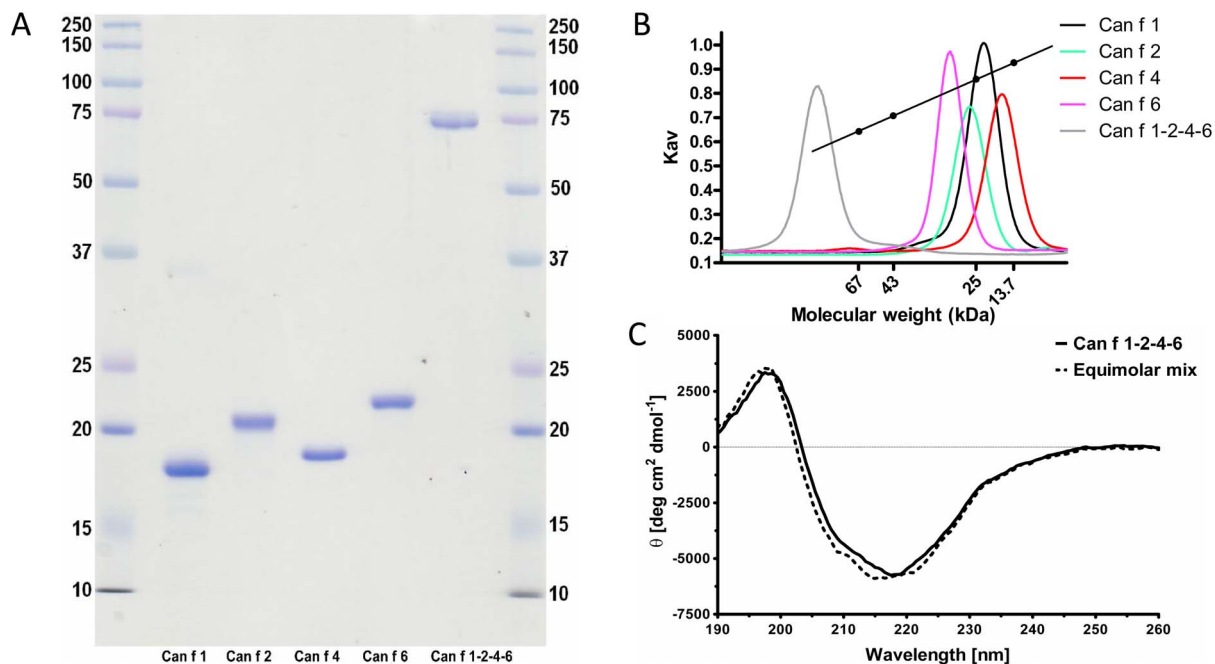 A
250
150
100
75
50
37
25
20
15
10
250
150
100
75
50
37
25
20
15
10
Can f 1 Can f 2 Can f 4 Can f 6 Can f 1-2-4-6
B
Can f 1
Can f 2
Can f 4
Can f 6
Can f 1-2-4-6
Kav
1.0
0.9
0.8
0.7
0.6
0.5
0.4
0.3
0.2
0.1
67 43 25 13.7
Molecular weight (kDa)
C
Can f 1-2-4-6
Equimolar mix
θ [deg cm² dmol⁻¹]
5000
2500
0
-2500
-5000
-7500
190 200 210 220 230 240 250 260
Wavelength [nm]